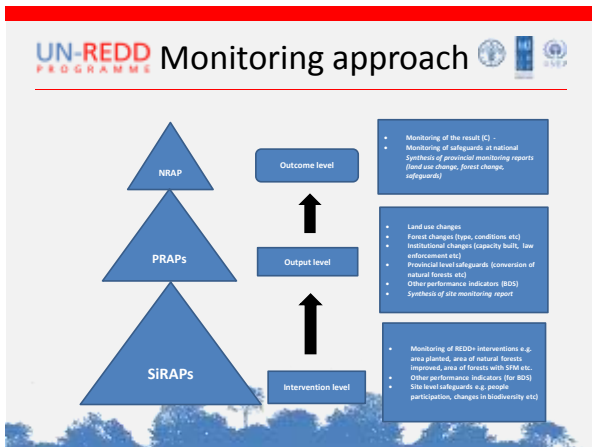 UN-REDD
PROGRAMME
Monitoring approach
NRAP
Outcome level
• Monitoring of the result (C) -
• Monitoring of safeguards at national
Synthesis of provincial monitoring reports
(land use change, forest change,
safeguards)
PRAPs
Output level
• Land use changes
• Forest changes (type, conditions etc)
• Institutional changes (capacity built, law
enforcement etc)
• Provincial level safeguards (conversion of
natural forests etc)
• Other performance indicators (BDS)
• Synthesis of site monitoring report
SiRAPs
Intervention level
• Monitoring of REDD+ interventions e.g.
area planted, area of natural forests
improved, area of forests with SFM etc.
• Other performance indicators (for BDS)
• Site level safeguards e.g. people
participation, changes in biodiversity etc)